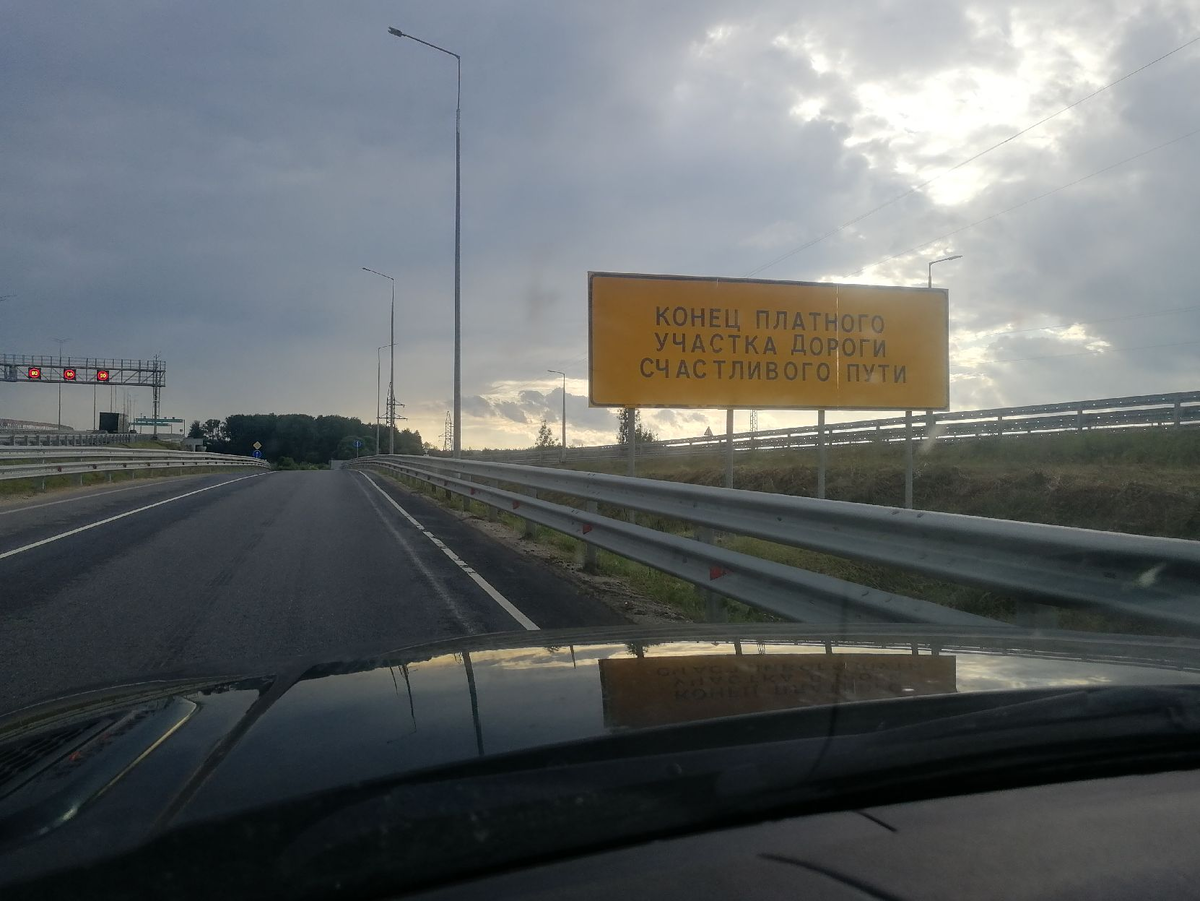 КОНЕЦ ПЛАТНОГО
УЧАСТКА ДОРОГИ
СЧАСТЛИВОГО ПУТИ